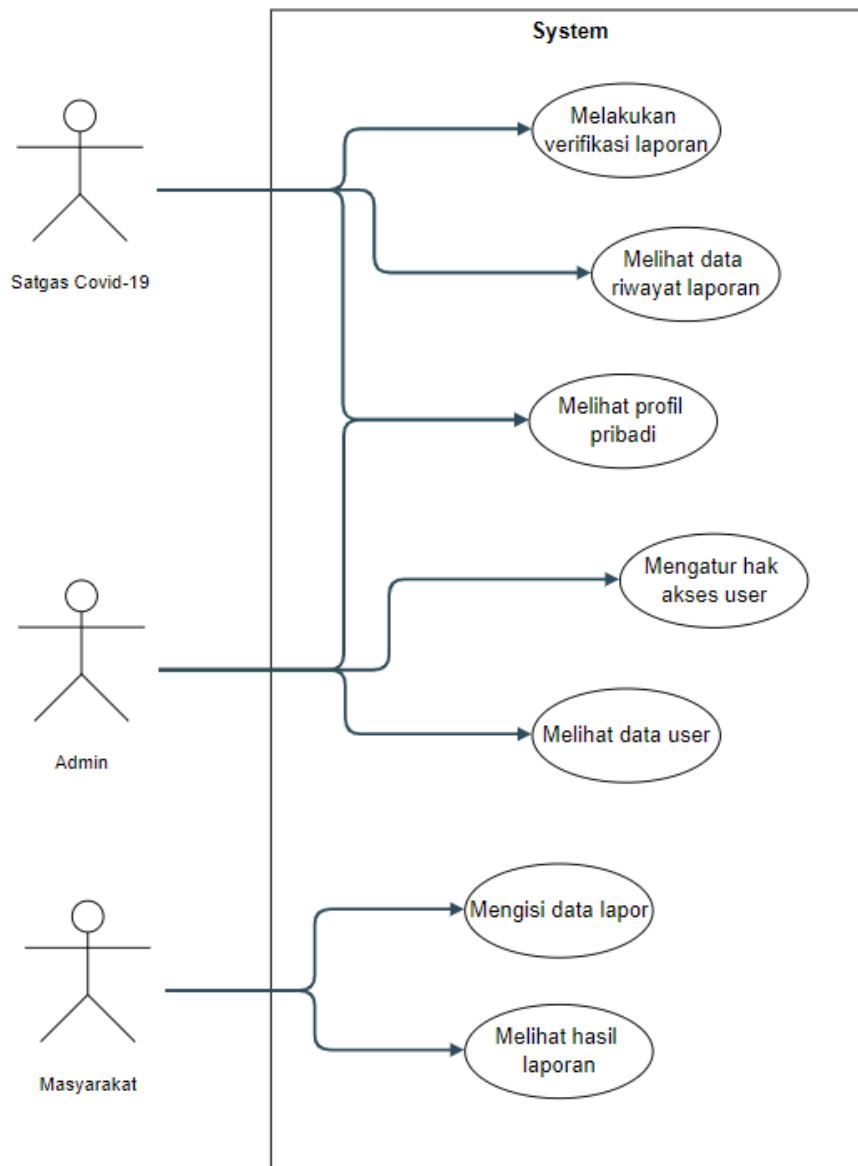 System
Melakukan
verifikasi laporan
Satgas Covid-19
Melihat data
riwayat laporan
Melihat profil
pribadi
Mengatur hak
akses user
Admin
Melihat data user
Mengisi data lapor
Masyarakat
Melihat hasil
laporan